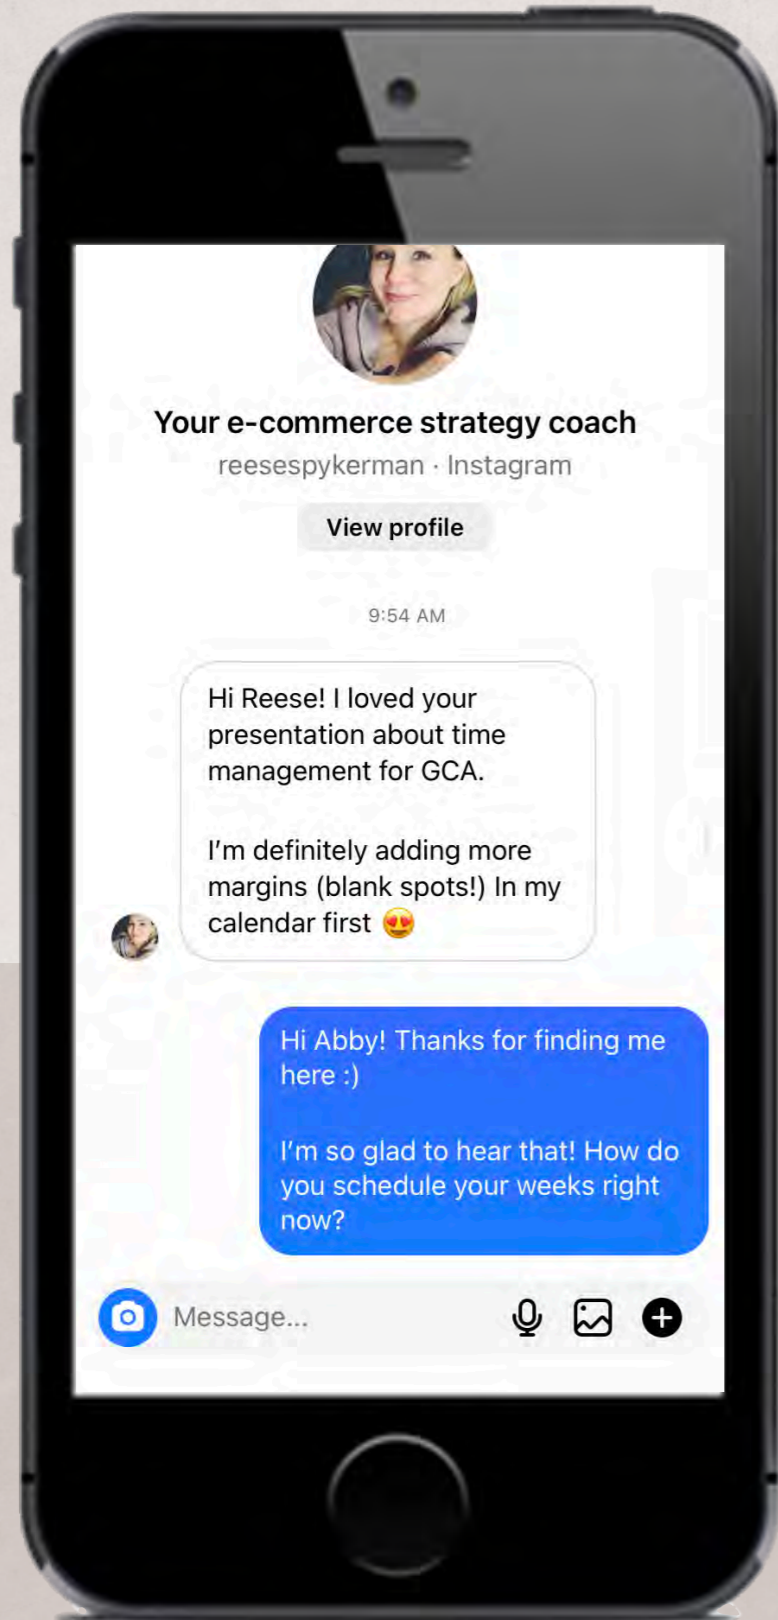 Your e-commerce strategy coach
reesespykerman · Instagram
View profile
9:54 AM
Hi Reese! I loved your
presentation about time
management for GCA.
I'm definitely adding more
margins (blank spots!) In my
calendar first 😍
Hi Abby! Thanks for finding me
here :)
I'm so glad to hear that! How do
you schedule your weeks right
now?
Message...